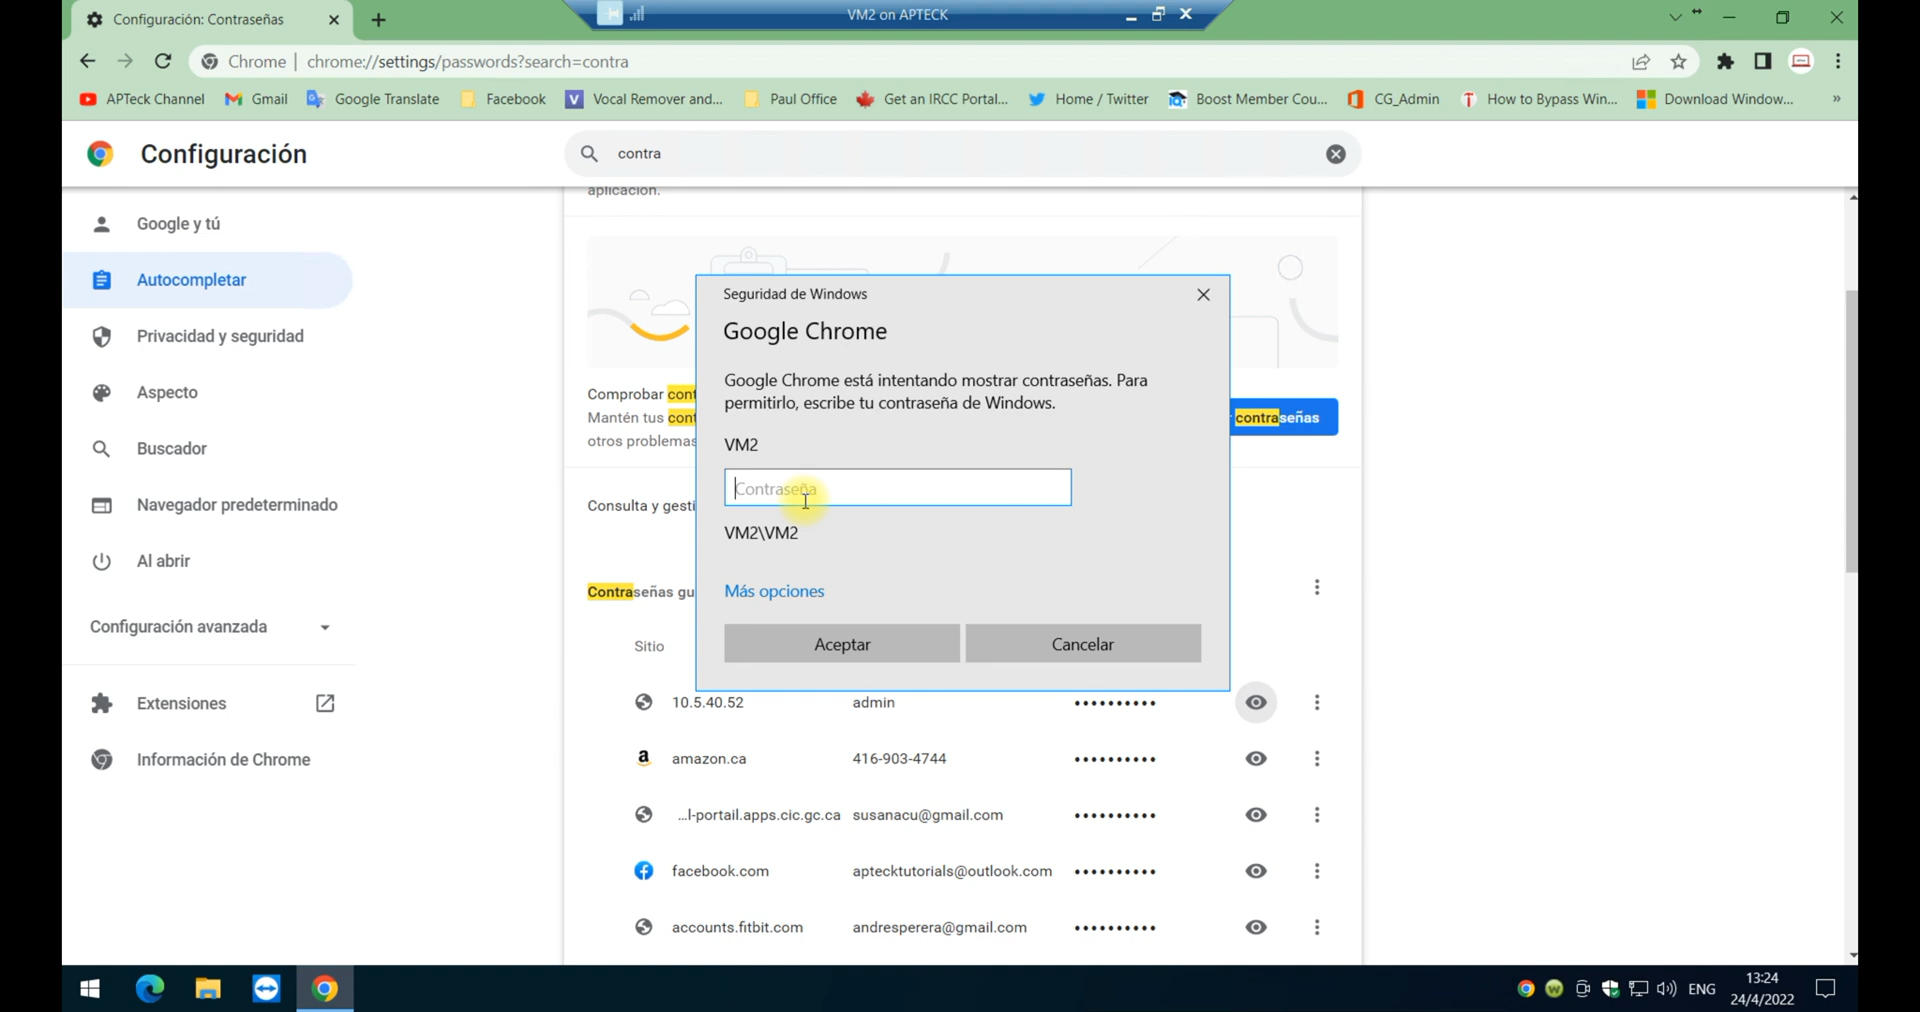 Configuración: Contraseñas
VM2 on APTECK
Chrome | chrome://settings/passwords?search=contra
APTeck Channel
Gmail
Google Translate
Facebook
Vocal Remover and...
Paul Office
Get an IRCC Portal...
Home / Twitter
Boost Member Cou...
CG_Admin
How to Bypass Win...
Download Window...
»
Configuración
contra
aplicación.
Google y tú
Autocompletar
Privacidad y seguridad
Aspecto
Buscador
Navegador predeterminado
Al abrir
Configuración avanzada
Extensiones
Información de Chrome
Comprobar cont
Mantén tus cont
otros problemas
contraseñas
Consulta y gesti
Contraseñas gu
Sitio
Seguridad de Windows
Google Chrome
Google Chrome está intentando mostrar contraseñas. Para
permitirlo, escribe tu contraseña de Windows.
VM2
Contraseña
VM2\VM2
Más opciones
Aceptar
Cancelar
10.5.40.52 admin ••••••••••
amazon.ca 416-903-4744 ••••••••••
...l-portail.apps.cic.gc.ca susanacu@gmail.com ••••••••••
facebook.com aptecktutorials@outlook.com ••••••••••
accounts.fitbit.com andresperera@gmail.com ••••••••••
ENG
13:24
24/4/2022